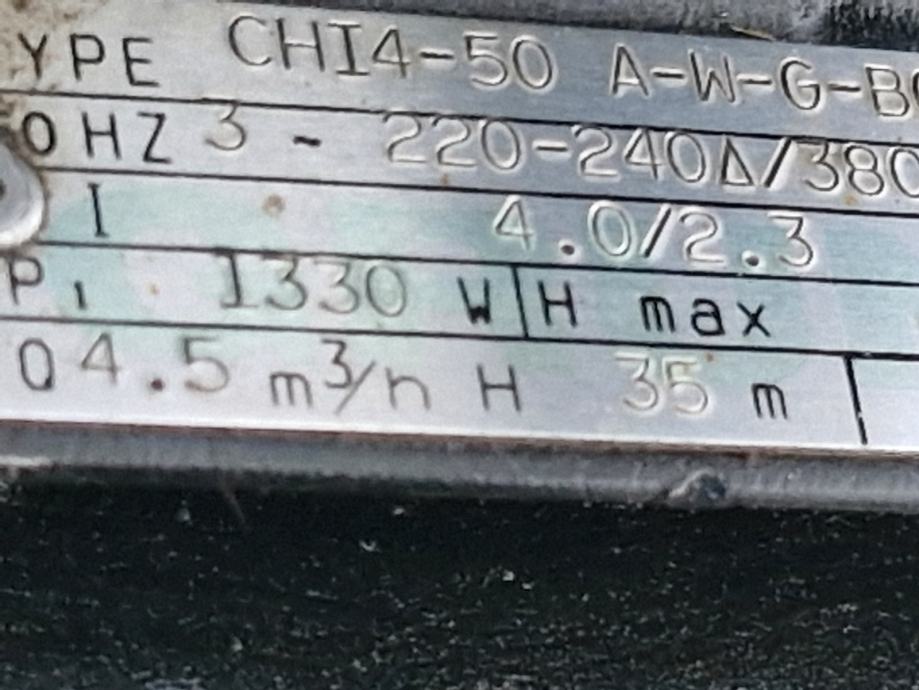 YPE CHI4-50 A-W-G-B
0HZ 3 ~ 220-240Δ/380
I 4.0/2.3
P1 1330 W H max
Q 4.5 m³/h H 35 m